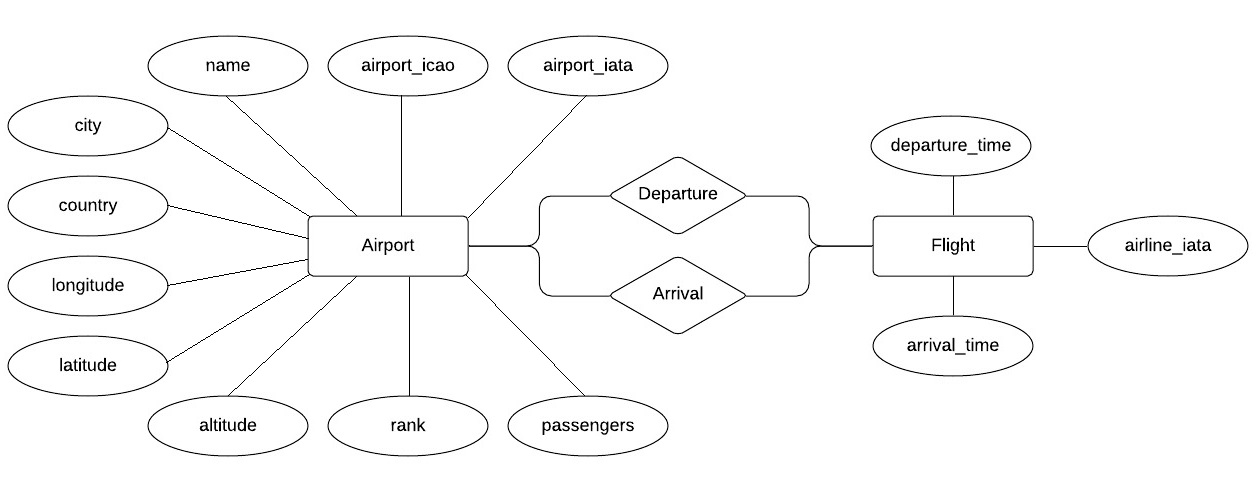 name
airport_icao
airport_iata
city
departure_time
Departure
country
Airport
Flight
airline_iata
longitude
Arrival
latitude
arrival_time
altitude
rank
passengers